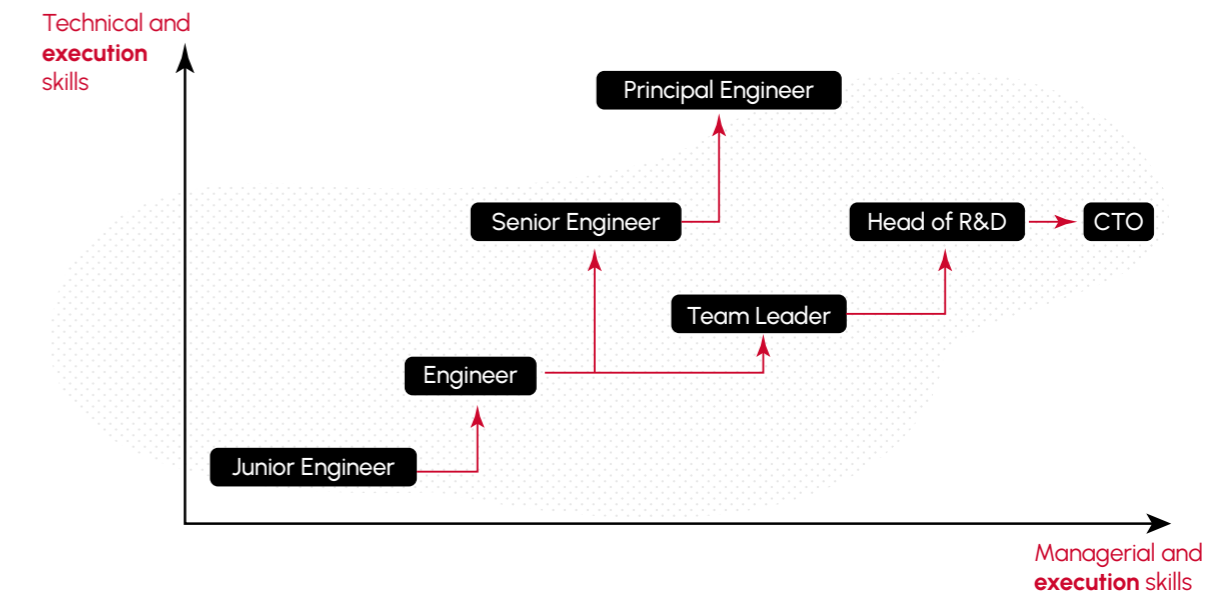 Technical and
execution
skills
Principal Engineer
Senior Engineer
Head of R&D
CTO
Team Leader
Engineer
Junior Engineer
Managerial and
execution skills